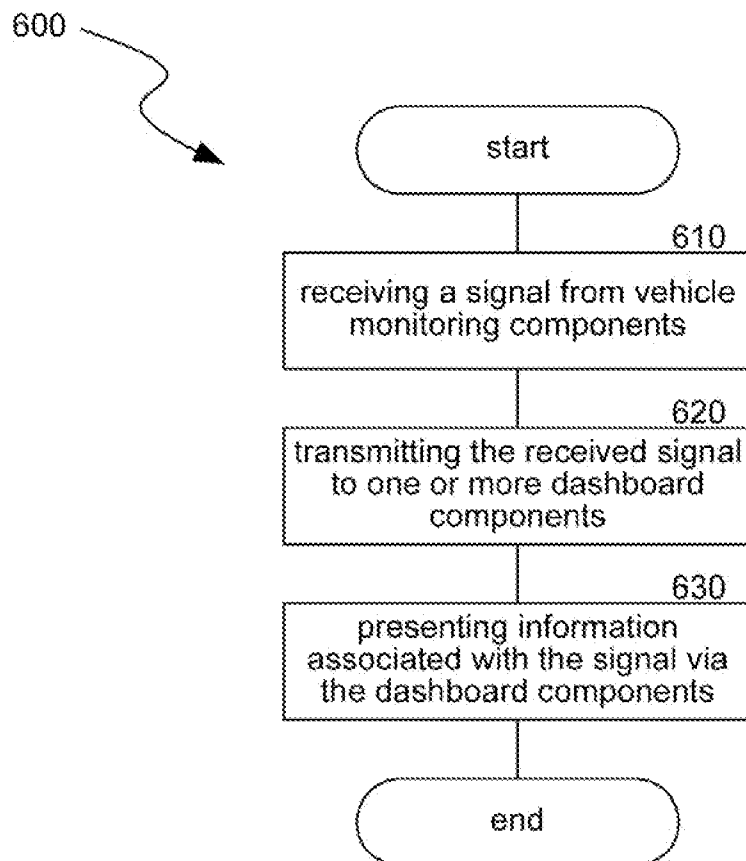 600
start
610
receiving a signal from vehicle
monitoring components
620
transmitting the received signal
to one or more dashboard
components
630
presenting information
associated with the signal via
the dashboard components
end